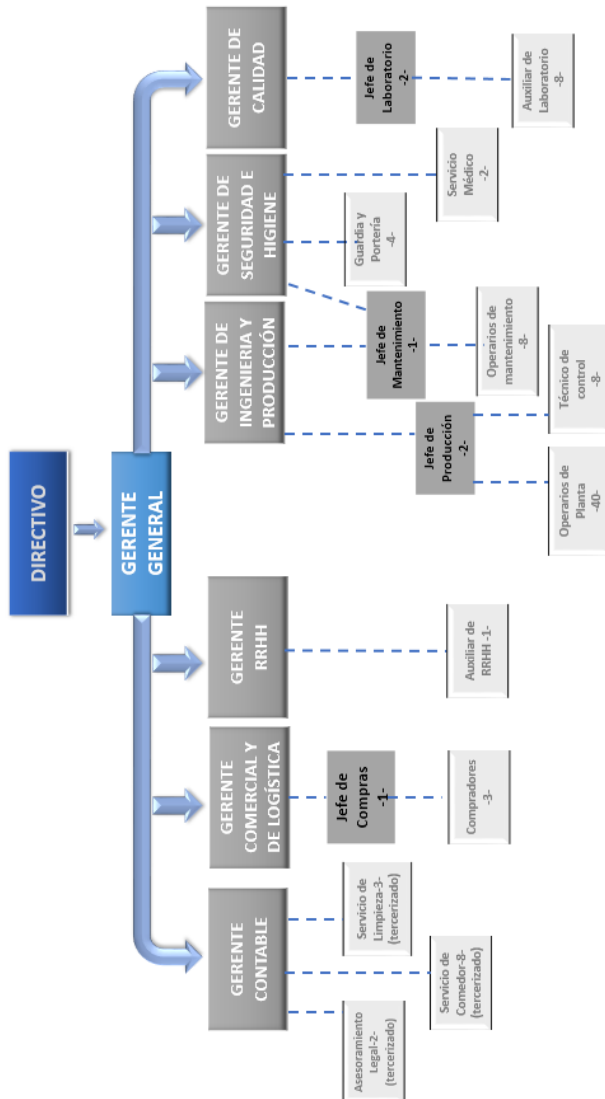 DIRECTIVO
GERENTE
GENERAL
GERENTE
CONTABLE
GERENTE
COMERCIAL Y
DE LOGÍSTICA
GERENTE
RRHH
GERENTE DE
INGENIERIA Y
PRODUCCIÓN
GERENTE DE
SEGURIDAD E
HIGIENE
GERENTE DE
CALIDAD
Asesoramiento
Legal-2-
(tercerizado)
Servicio de
Comedor-8-
(tercerizado)
Servicio de
Limpieza-3-
(tercerizado)
Jefe de
Compras
-1-
Compradores
-3-
Auxiliar de
RRHH -1-
Jefe de
Producción
-2-
Operarios de
Planta
-40-
Técnico de
control
-8-
Jefe de
Mantenimiento
-1-
Operarios de
mantenimiento
-8-
Guardia y
Portería
-4-
Servicio
Médico
-2-
Jefe de
Laboratorio
-2-
Auxiliar de
Laboratorio
-8-